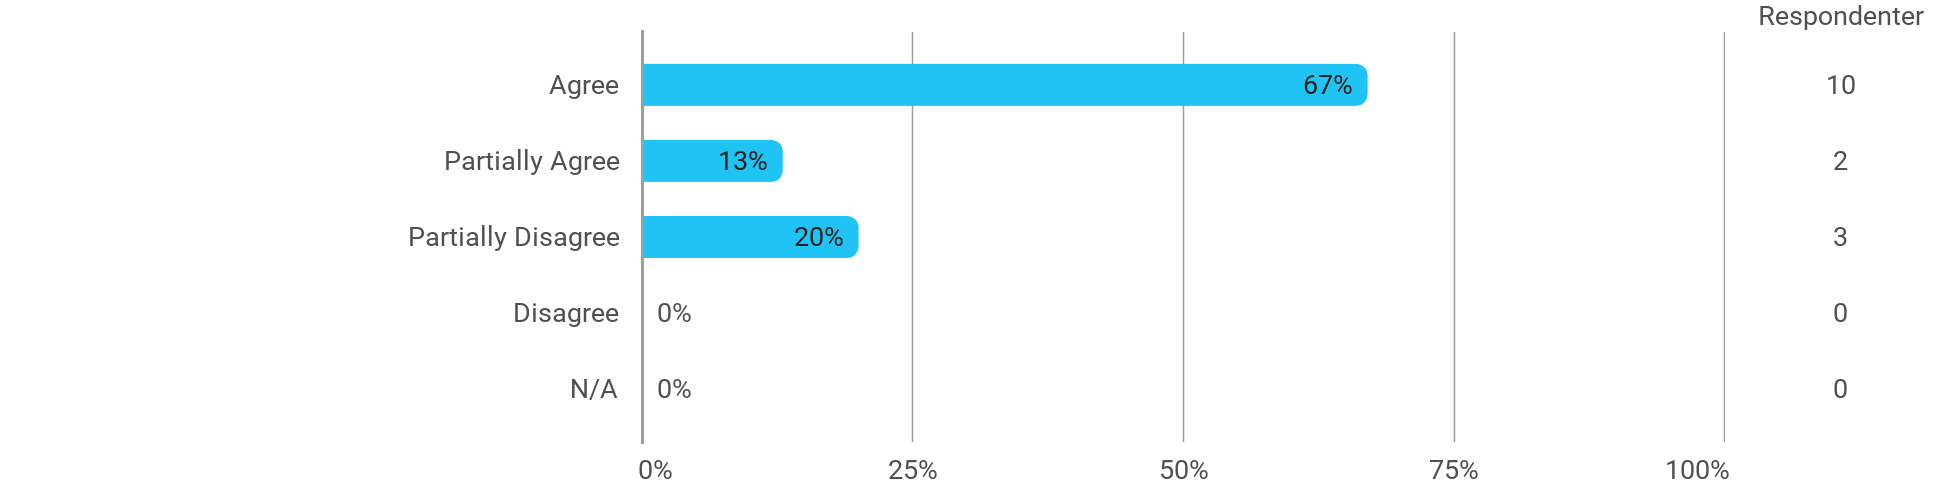 Respondenter
Agree 67% 10
Partially Agree 13% 2
Partially Disagree 20% 3
Disagree 0% 0
N/A 0% 0
0% 25% 50% 75% 100%